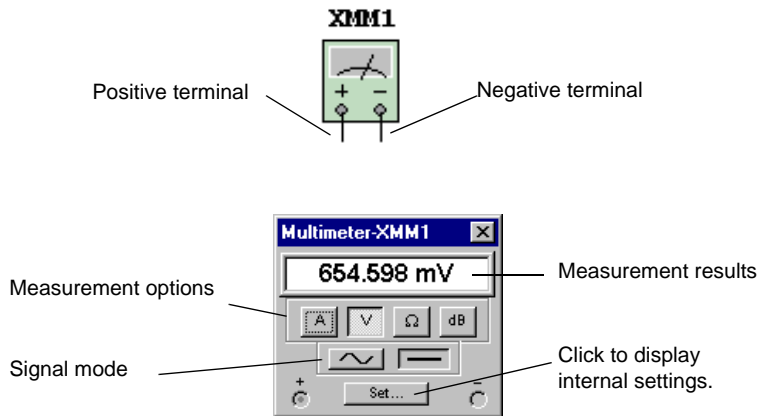 XMM1
Positive terminal
Negative terminal
+ −
Multimeter-XMM1
654.598 mV
Measurement results
Measurement options
A V Ω dB
Signal mode
Click to display
internal settings.
+ Set... −